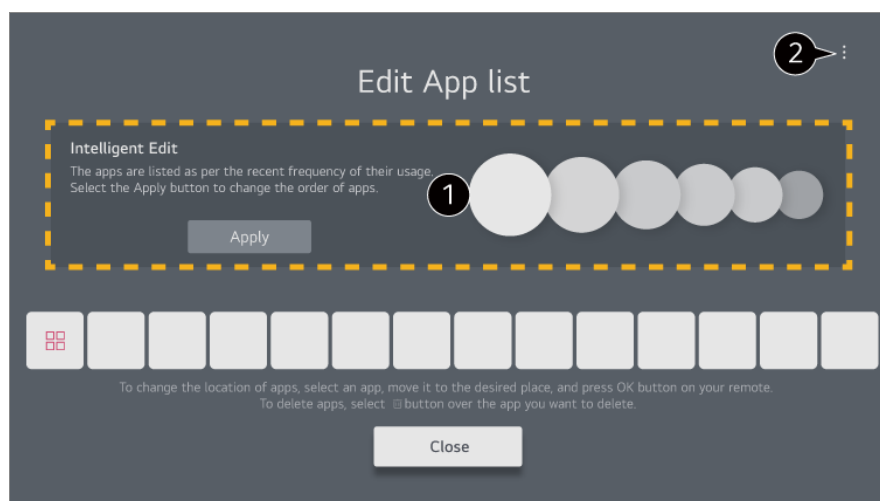 2
Edit App list
Intelligent Edit
The apps are listed as per the recent frequency of their usage.
Select the Apply button to change the order of apps.
1
Apply
To change the location of apps, select an app, move it to the desired place, and press OK button on your remote.
To delete apps, select button over the app you want to delete.
Close